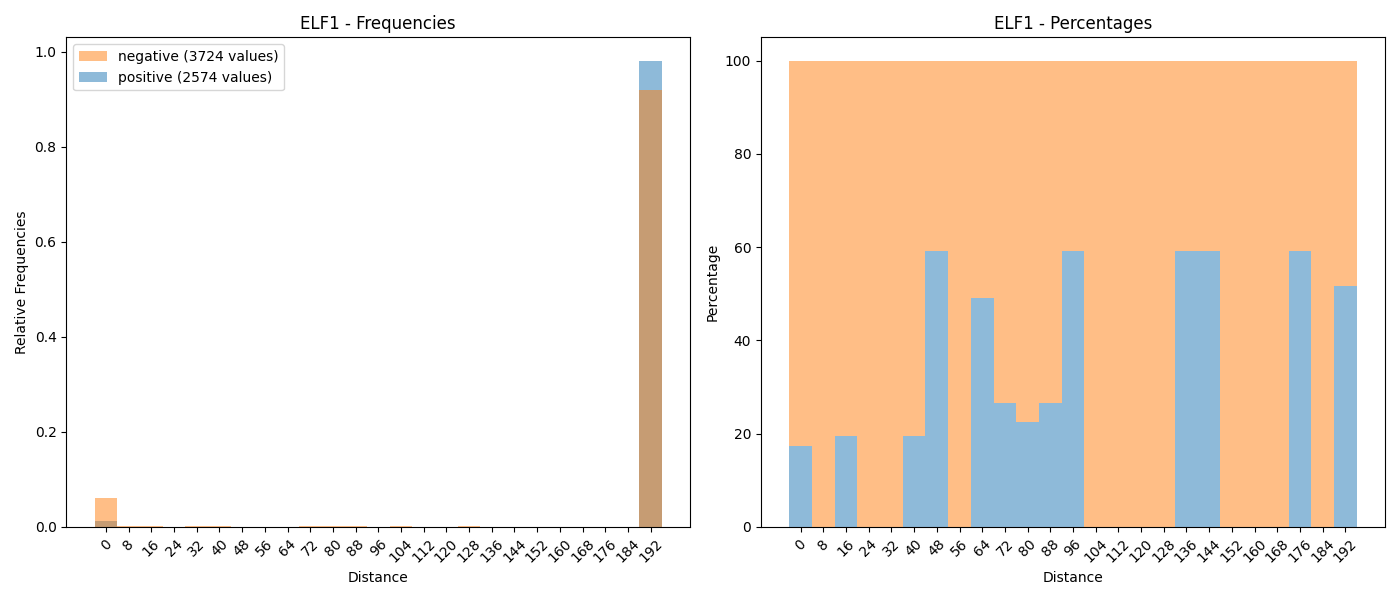 ELF1 - Frequencies
Relative Frequencies
1.0
0.8
0.6
0.4
0.2
0.0
negative (3724 values)
positive (2574 values)
0 8 16 24 32 40 48 56 64 72 80 88 96 104 112 120 128 136 144 152 160 168 176 184 192
Distance
ELF1 - Percentages
Percentage
100
80
60
40
20
0
0 8 16 24 32 40 48 56 64 72 80 88 96 104 112 120 128 136 144 152 160 168 176 184 192
Distance